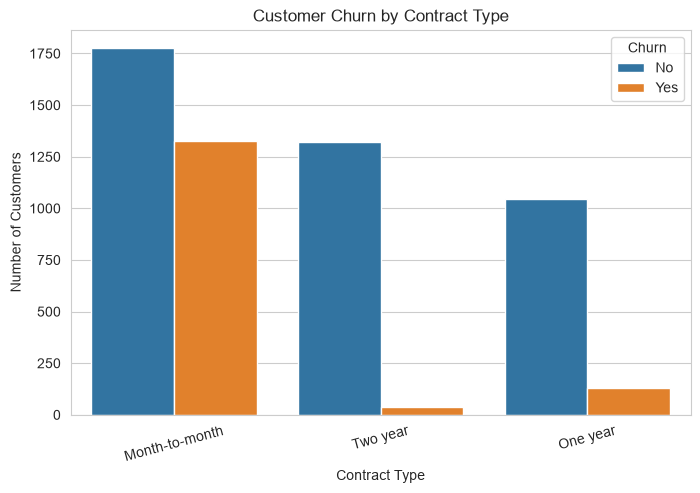 Customer Churn by Contract Type
Churn
No
Yes
Number of Customers
1750
1500
1250
1000
750
500
250
0
Month-to-month
Two year
One year
Contract Type